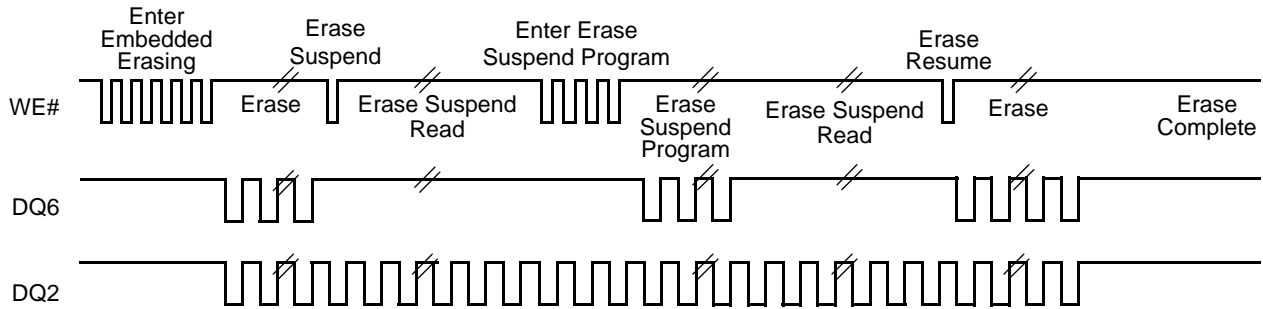 Enter
Embedded
Erasing
Erase
Suspend
Enter Erase
Suspend Program
Erase
Resume
WE#
Erase
Erase Suspend
Read
Erase
Suspend
Program
Erase Suspend
Read
Erase
Erase
Complete
DQ6
DQ2